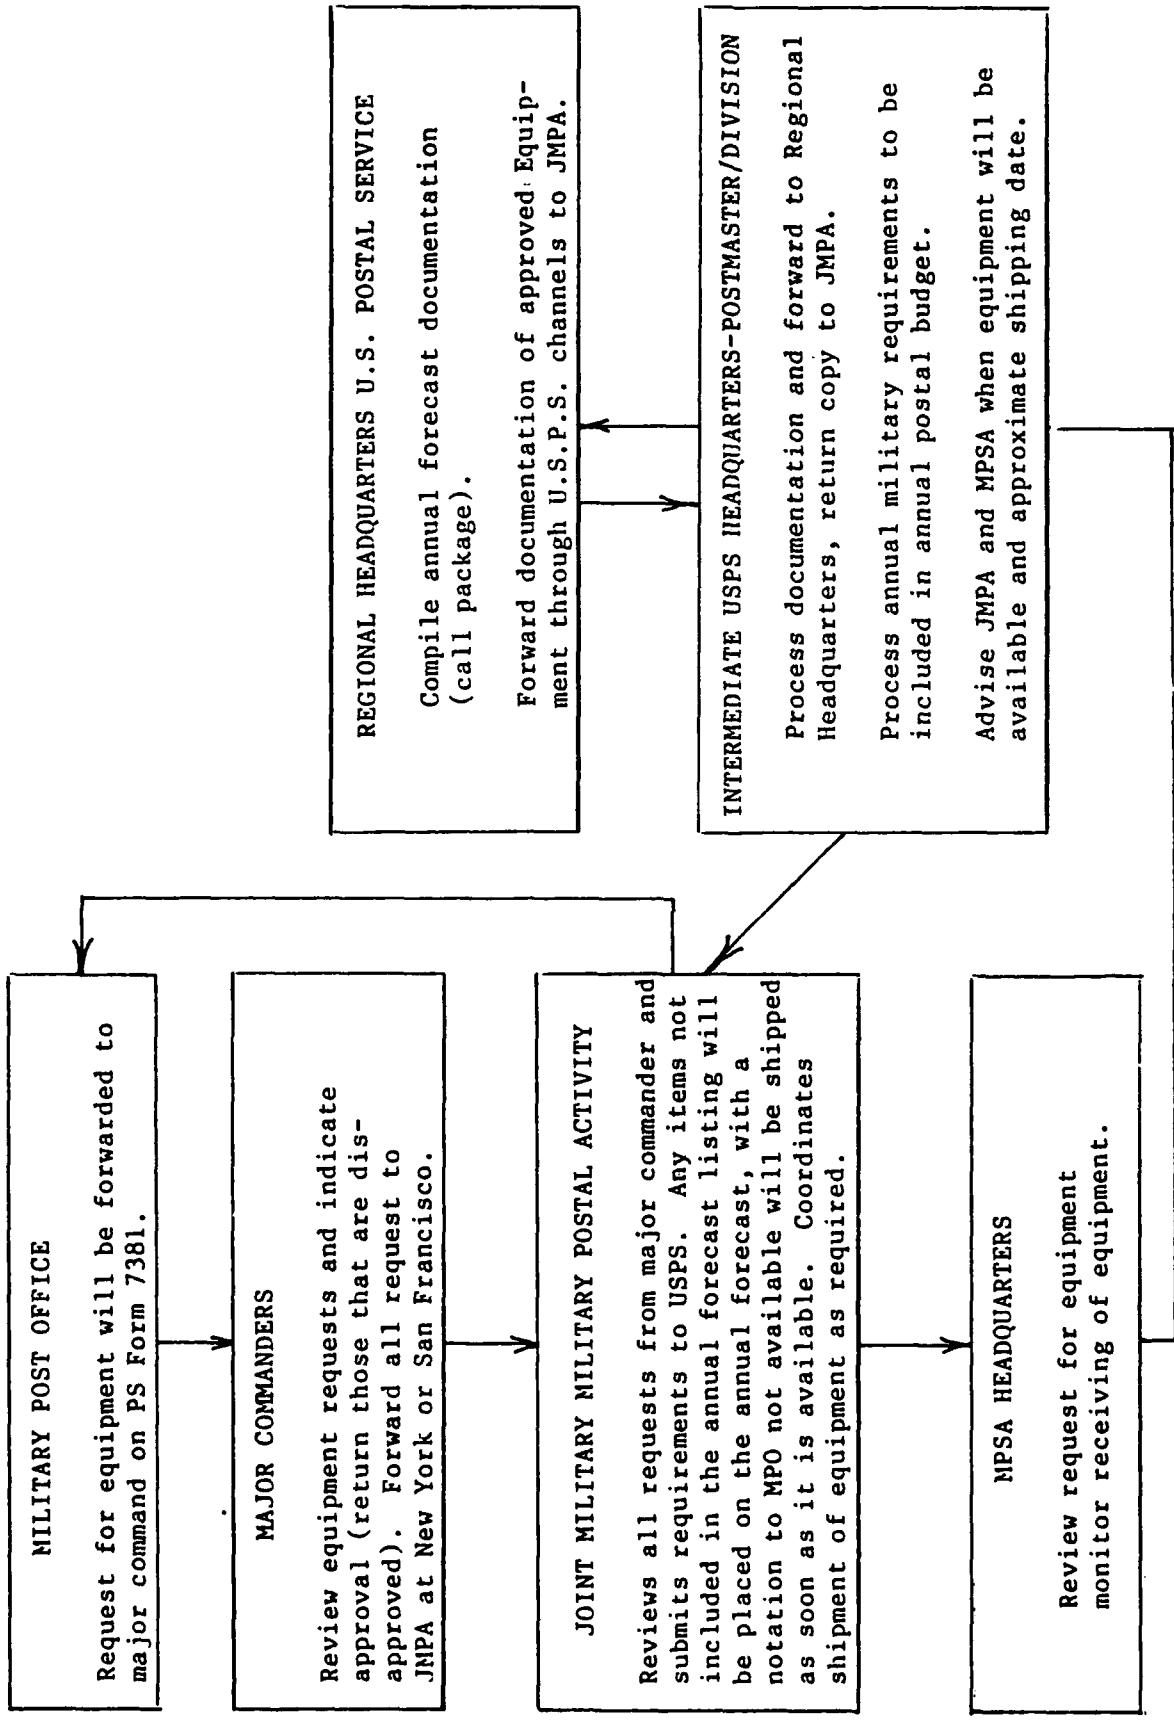 MILITARY POST OFFICE
Request for equipment will be forwarded to
major command on PS Form 7381.
MAJOR COMMANDERS
Review equipment requests and indicate
approval (return those that are dis-
approved). Forward all request to
JMPA at New York or San Francisco.
JOINT MILITARY MILITARY POSTAL ACTIVITY
Reviews all requests from major commander and
submits requirements to USPS. Any items not
included in the annual forecast listing will
be placed on the annual forecast, with a
notation to MPO not available will be shipped
as soon as it is available. Coordinates
shipment of equipment as required.
MPSA HEADQUARTERS
Review request for equipment
monitor receiving of equipment.
REGIONAL HEADQUARTERS U.S. POSTAL SERVICE
Compile annual forecast documentation
(call package).
Forward documentation of approved Equip-
ment through U.S.P.S. channels to JMPA.
INTERMEDIATE USPS HEADQUARTERS-POSTMASTER/DIVISION
Process documentation and forward to Regional
Headquarters, return copy to JMPA.
Process annual military requirements to be
included in annual postal budget.
Advise JMPA and MPSA when equipment will be
available and approximate shipping date.